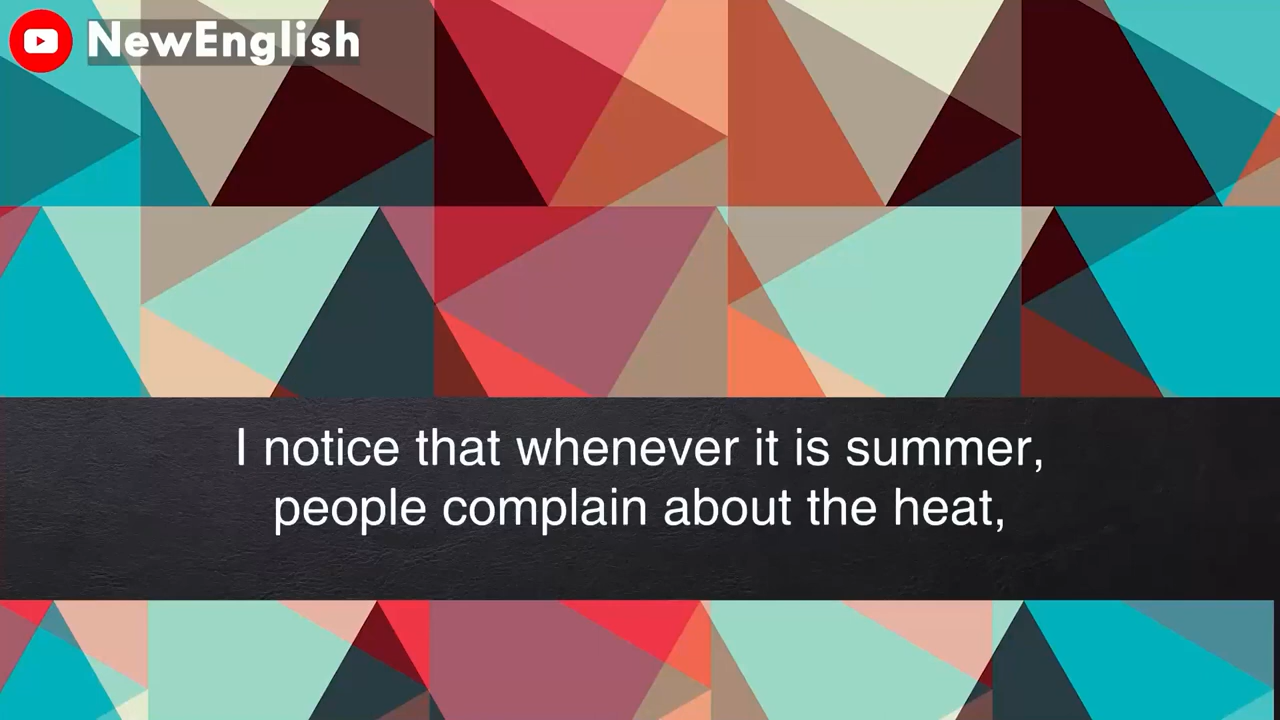 NewEnglish
I notice that whenever it is summer,
people complain about the heat,